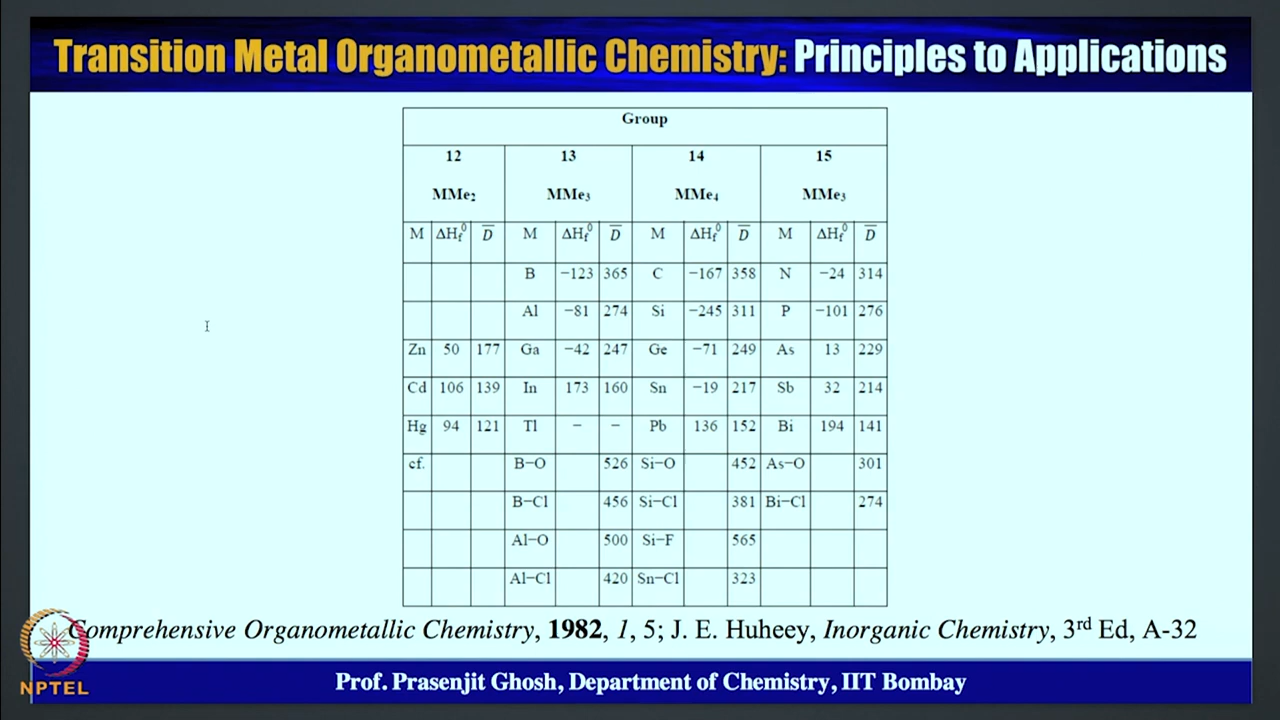 Transition Metal Organometallic Chemistry: Principles to Applications
Group
12 13 14 15
MMe₂ MMe₃ MMe₄ MMe₃
M ΔHf⁰ D̅ M ΔHf⁰ D̅ M ΔHf⁰ D̅ M ΔHf⁰ D̅
B −123 365 C −167 358 N −24 314
Al −81 274 Si −245 311 P −101 276
Zn 50 177 Ga −42 247 Ge −71 249 As 13 229
Cd 106 139 In 173 160 Sn −19 217 Sb 32 214
Hg 94 121 Tl − − Pb 136 152 Bi 194 141
cf. B−O 526 Si−O 452 As−O 301
B−Cl 456 Si−Cl 381 Bi−Cl 274
Al−O 500 Si−F 565
Al−Cl 420 Sn−Cl 323
Comprehensive Organometallic Chemistry, 1982, 1, 5; J. E. Huheey, Inorganic Chemistry, 3rd Ed, A-32
NPTEL
Prof. Prasenjit Ghosh, Department of Chemistry, IIT Bombay